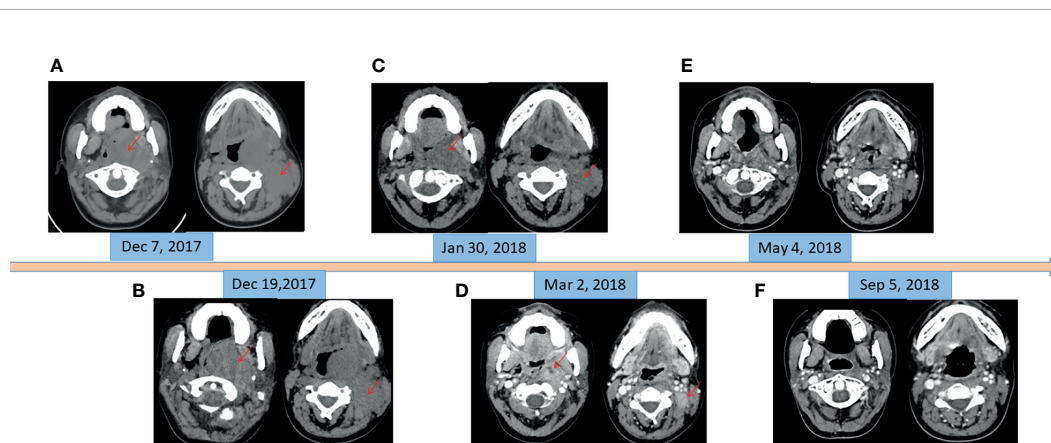 A
C
E
Dec 7, 2017
Jan 30, 2018
May 4, 2018
Dec 19,2017
Mar 2, 2018
Sep 5, 2018
B
D
F